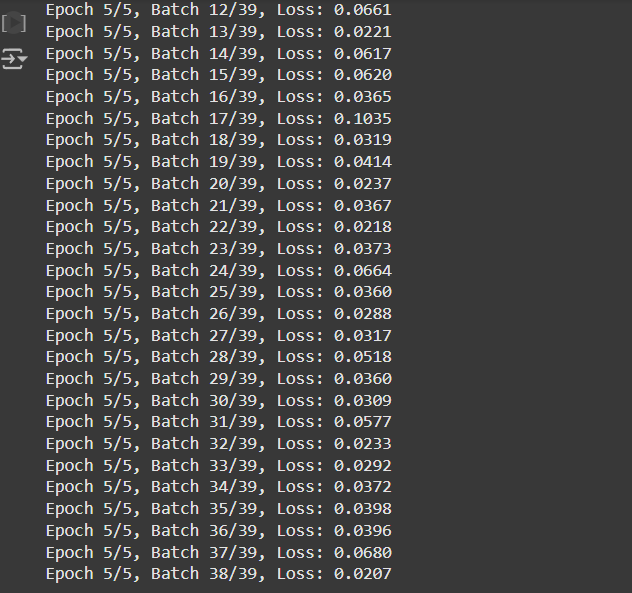 Epoch 5/5, Batch 12/39, Loss: 0.0661
Epoch 5/5, Batch 13/39, Loss: 0.0221
Epoch 5/5, Batch 14/39, Loss: 0.0617
Epoch 5/5, Batch 15/39, Loss: 0.0620
Epoch 5/5, Batch 16/39, Loss: 0.0365
Epoch 5/5, Batch 17/39, Loss: 0.1035
Epoch 5/5, Batch 18/39, Loss: 0.0319
Epoch 5/5, Batch 19/39, Loss: 0.0414
Epoch 5/5, Batch 20/39, Loss: 0.0237
Epoch 5/5, Batch 21/39, Loss: 0.0367
Epoch 5/5, Batch 22/39, Loss: 0.0218
Epoch 5/5, Batch 23/39, Loss: 0.0373
Epoch 5/5, Batch 24/39, Loss: 0.0664
Epoch 5/5, Batch 25/39, Loss: 0.0360
Epoch 5/5, Batch 26/39, Loss: 0.0288
Epoch 5/5, Batch 27/39, Loss: 0.0317
Epoch 5/5, Batch 28/39, Loss: 0.0518
Epoch 5/5, Batch 29/39, Loss: 0.0360
Epoch 5/5, Batch 30/39, Loss: 0.0309
Epoch 5/5, Batch 31/39, Loss: 0.0577
Epoch 5/5, Batch 32/39, Loss: 0.0233
Epoch 5/5, Batch 33/39, Loss: 0.0292
Epoch 5/5, Batch 34/39, Loss: 0.0372
Epoch 5/5, Batch 35/39, Loss: 0.0398
Epoch 5/5, Batch 36/39, Loss: 0.0396
Epoch 5/5, Batch 37/39, Loss: 0.0680
Epoch 5/5, Batch 38/39, Loss: 0.0207